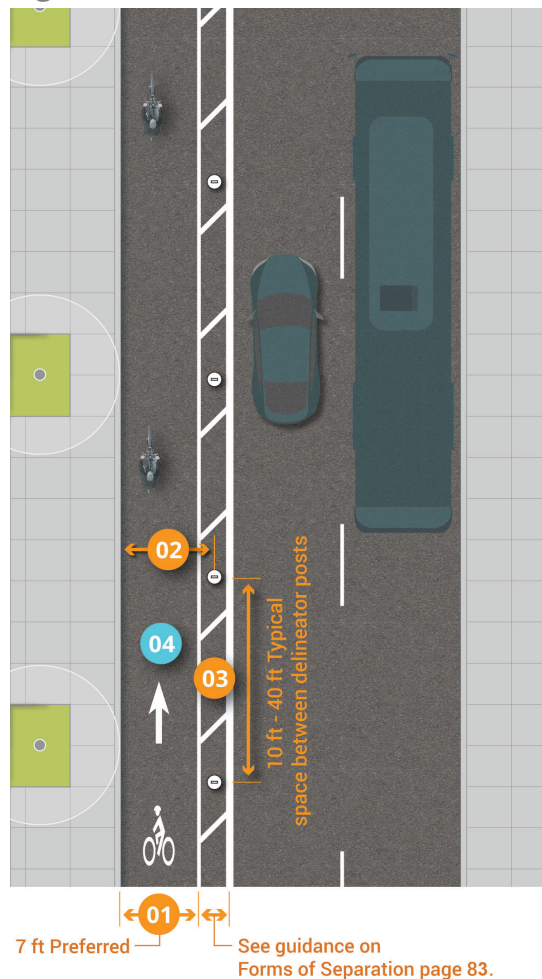 02
04
03
10 ft - 40 ft Typical
space between delineator posts
01
7 ft Preferred
See guidance on
Forms of Separation page 83.